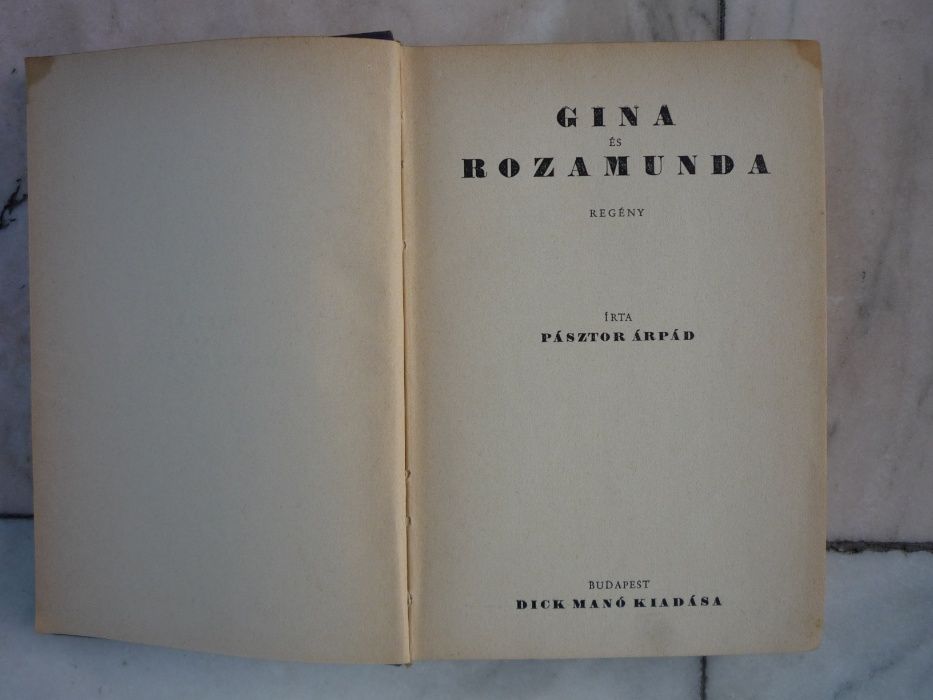 GINA
ÉS
ROZAMUNDA
REGÉNY
ÍRTA
PÁSZTOR ÁRPÁD
BUDAPEST
DICK MANÓ KIADÁSA